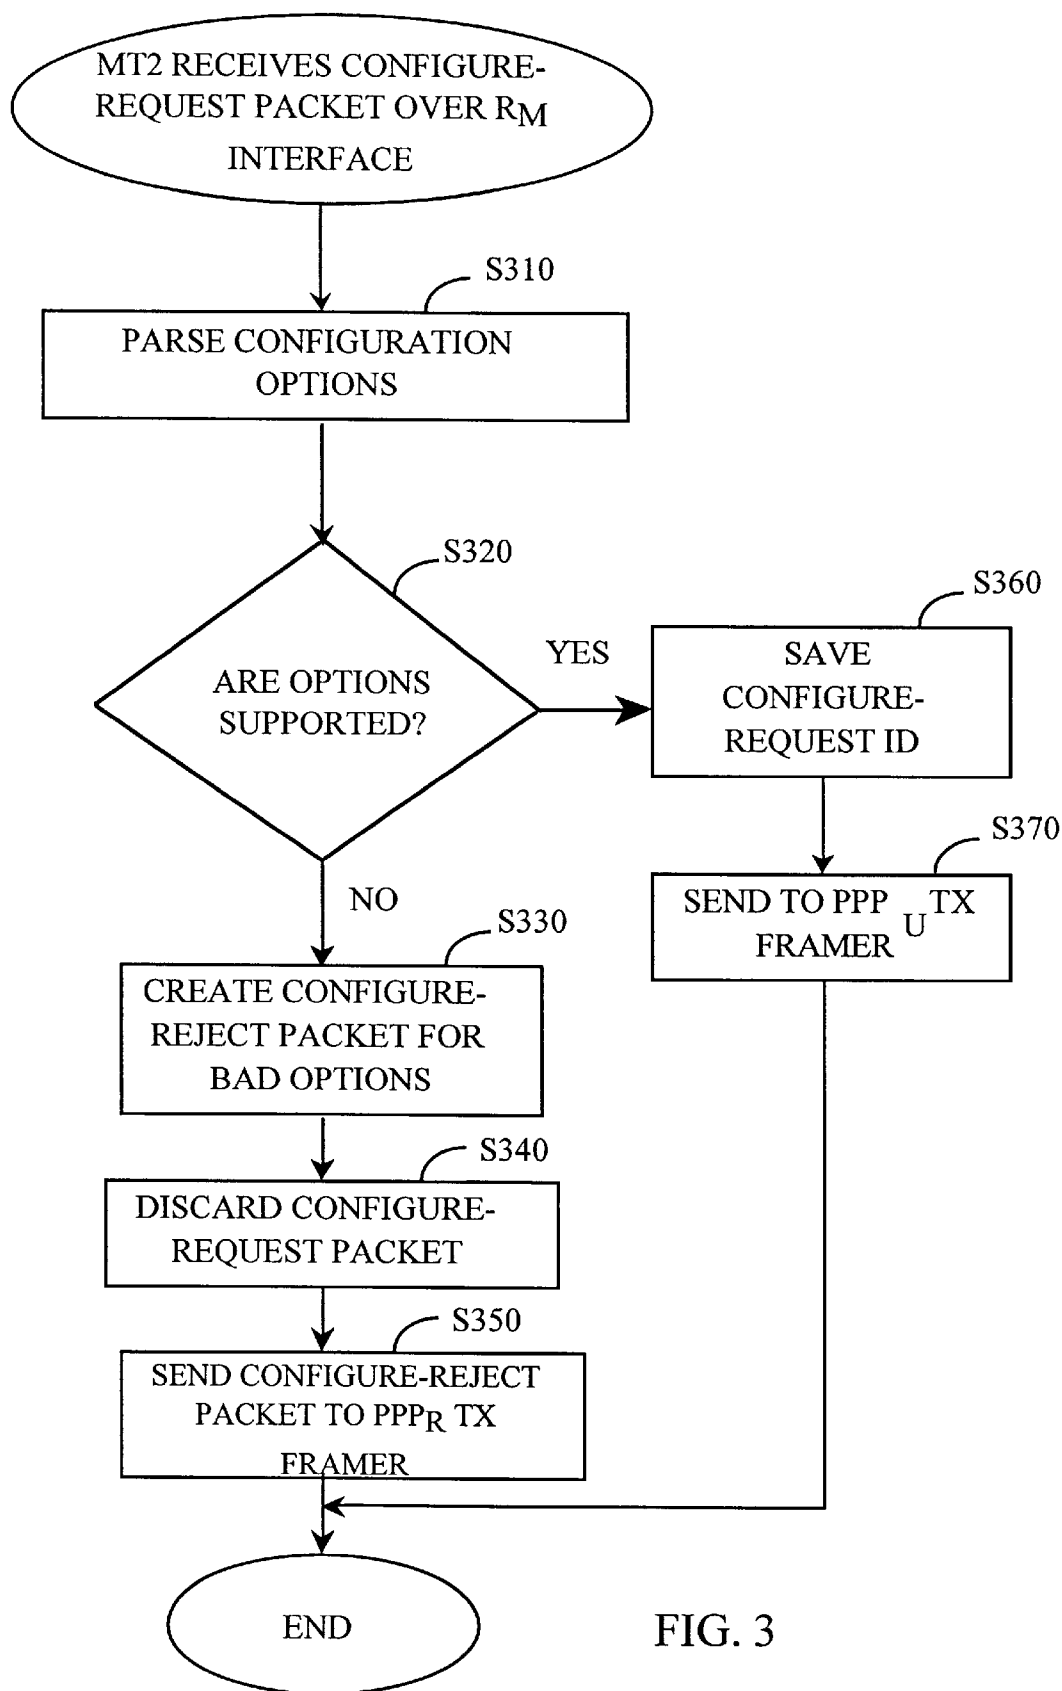 MT2 RECEIVES CONFIGURE-
REQUEST PACKET OVER RM
INTERFACE
S310
PARSE CONFIGURATION
OPTIONS
S320
ARE OPTIONS
SUPPORTED?
YES
S360
SAVE
CONFIGURE-
REQUEST ID
S370
SEND TO PPP U TX
FRAMER
NO
S330
CREATE CONFIGURE-
REJECT PACKET FOR
BAD OPTIONS
S340
DISCARD CONFIGURE-
REQUEST PACKET
S350
SEND CONFIGURE-REJECT
PACKET TO PPPR TX
FRAMER
END
FIG. 3